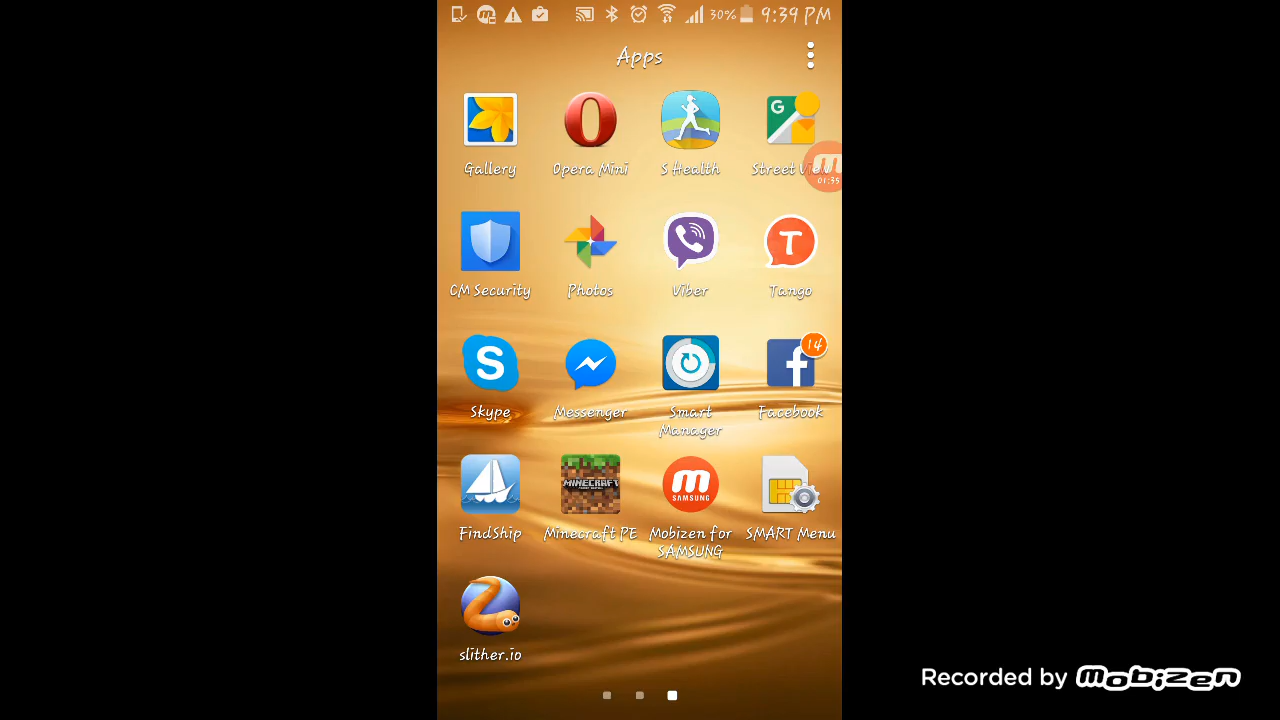 30% 9:39 PM
Apps
G
Gallery
Opera Mini
S Health
Street View
01:35
CM Security
Photos
Viber
Tango
T
S
14
f
Skype
Messenger
Smart
Manager
Facebook
MINECRAFT
m
SAMSUNG
FindShip
Minecraft PE
Mobizen for
SAMSUNG
SMART Menu
slither.io
Recorded by mobizen